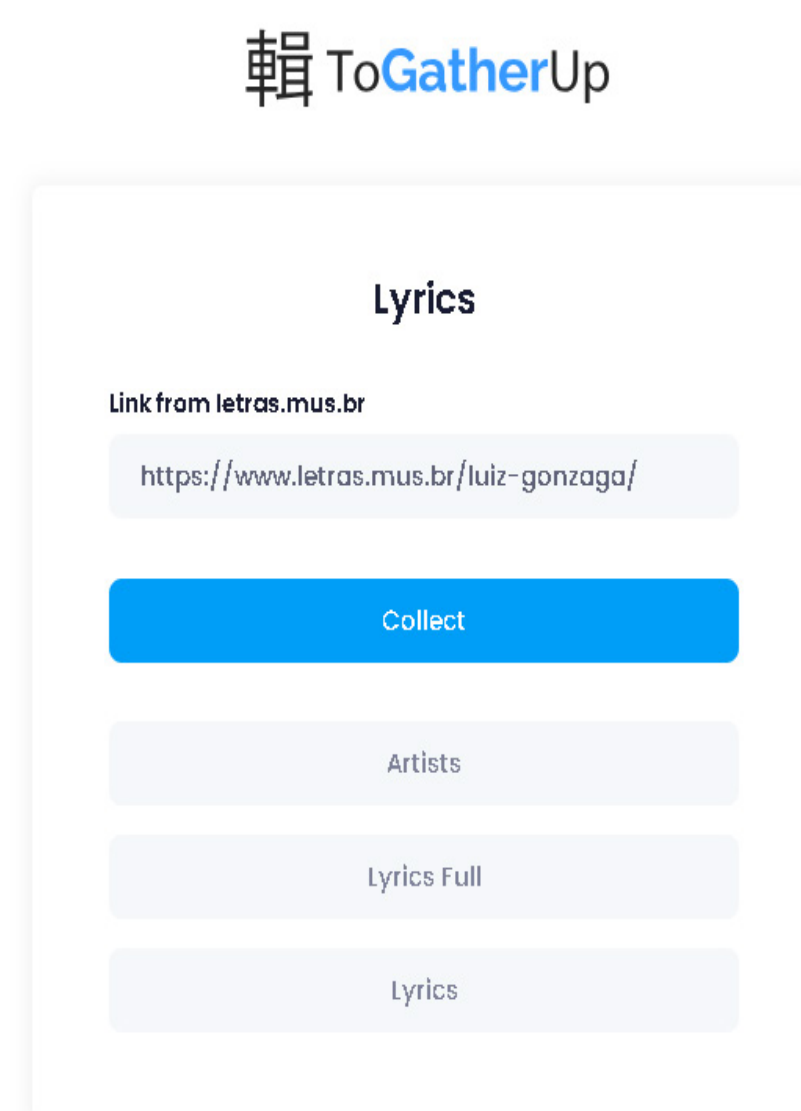 輯 ToGatherUp
Lyrics
Link from letras.mus.br
https://www.letras.mus.br/luiz-gonzaga/
Collect
Artists
Lyrics Full
Lyrics